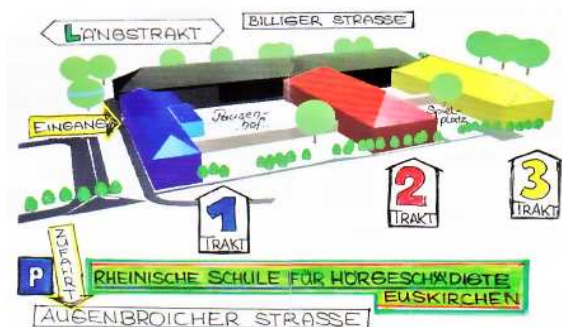 LÄNGSTRAKT
BILLIGER STRASSE
EINGANG
Pausen-
hof
Spiel-
platz
1
TRAKT
2
TRAKT
3
TRAKT
P
ZUFAHRT
RHEINISCHE SCHULE FÜR HÖRGESCHÄDIGTE
EUSKIRCHEN
AUGENBROICHER STRASSE